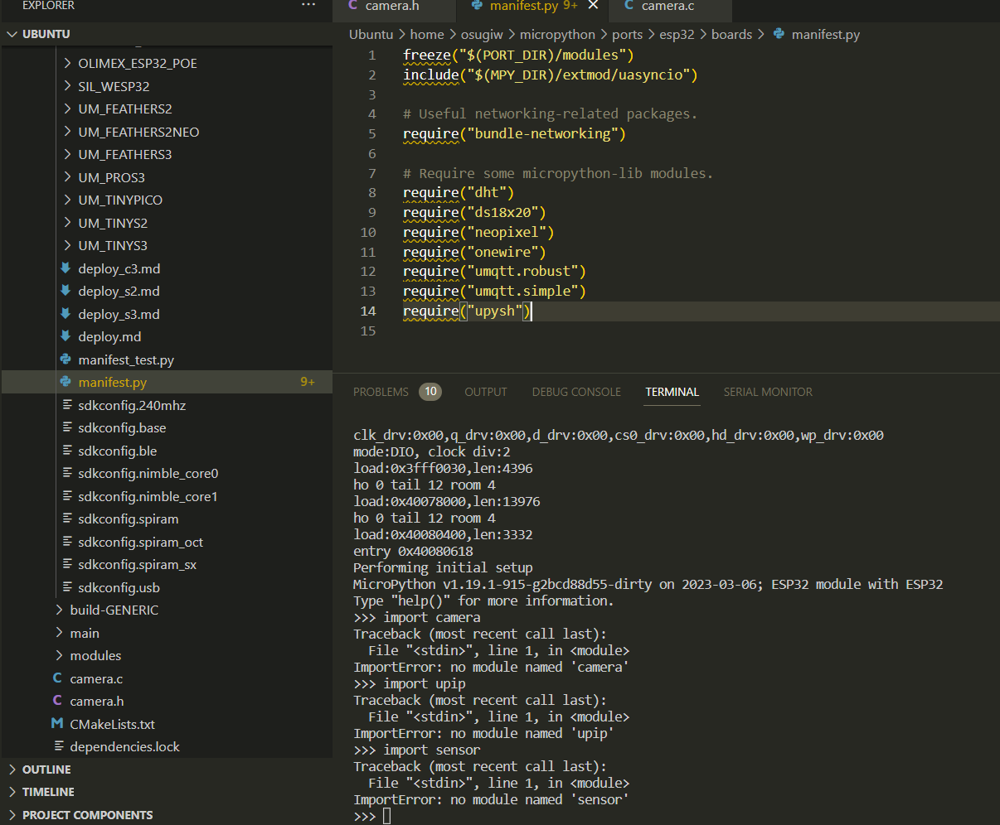 EXPLORER
...
UBUNTU
OLIMEX_ESP32_POE
SIL_WESP32
UM_FEATHERS2
UM_FEATHERS2NEO
UM_FEATHERS3
UM_PROS3
UM_TINYPICO
UM_TINYS2
UM_TINYS3
deploy_c3.md
deploy_s2.md
deploy_s3.md
deploy.md
manifest_test.py
manifest.py 9+
sdkconfig.240mhz
sdkconfig.base
sdkconfig.ble
sdkconfig.nimble_core0
sdkconfig.nimble_core1
sdkconfig.spiram
sdkconfig.spiram_oct
sdkconfig.spiram_sx
sdkconfig.usb
build-GENERIC
main
modules
C camera.c
C camera.h
M CMakeLists.txt
dependencies.lock
OUTLINE
TIMELINE
PROJECT COMPONENTS
C camera.h manifest.py 9+ C camera.c
Ubuntu > home > osugiw > micropython > ports > esp32 > boards > manifest.py
1 freeze("$(PORT_DIR)/modules")
2 include("$(MPY_DIR)/extmod/uasyncio")
3
4 # Useful networking-related packages.
5 require("bundle-networking")
6
7 # Require some micropython-lib modules.
8 require("dht")
9 require("ds18x20")
10 require("neopixel")
11 require("onewire")
12 require("umqtt.robust")
13 require("umqtt.simple")
14 require("upysh")
15
PROBLEMS 10 OUTPUT DEBUG CONSOLE TERMINAL SERIAL MONITOR
clk_drv:0x00,q_drv:0x00,d_drv:0x00,cs0_drv:0x00,hd_drv:0x00,wp_drv:0x00
mode:DIO, clock div:2
load:0x3fff0030,len:4396
ho 0 tail 12 room 4
load:0x40078000,len:13976
ho 0 tail 12 room 4
load:0x40080400,len:3332
entry 0x40080618
Performing initial setup
MicroPython v1.19.1-915-g2bcd88d55-dirty on 2023-03-06; ESP32 module with ESP32
Type "help()" for more information.
>>> import camera
Traceback (most recent call last):
  File "<stdin>", line 1, in <module>
ImportError: no module named 'camera'
>>> import upip
Traceback (most recent call last):
  File "<stdin>", line 1, in <module>
ImportError: no module named 'upip'
>>> import sensor
Traceback (most recent call last):
  File "<stdin>", line 1, in <module>
ImportError: no module named 'sensor'
>>>